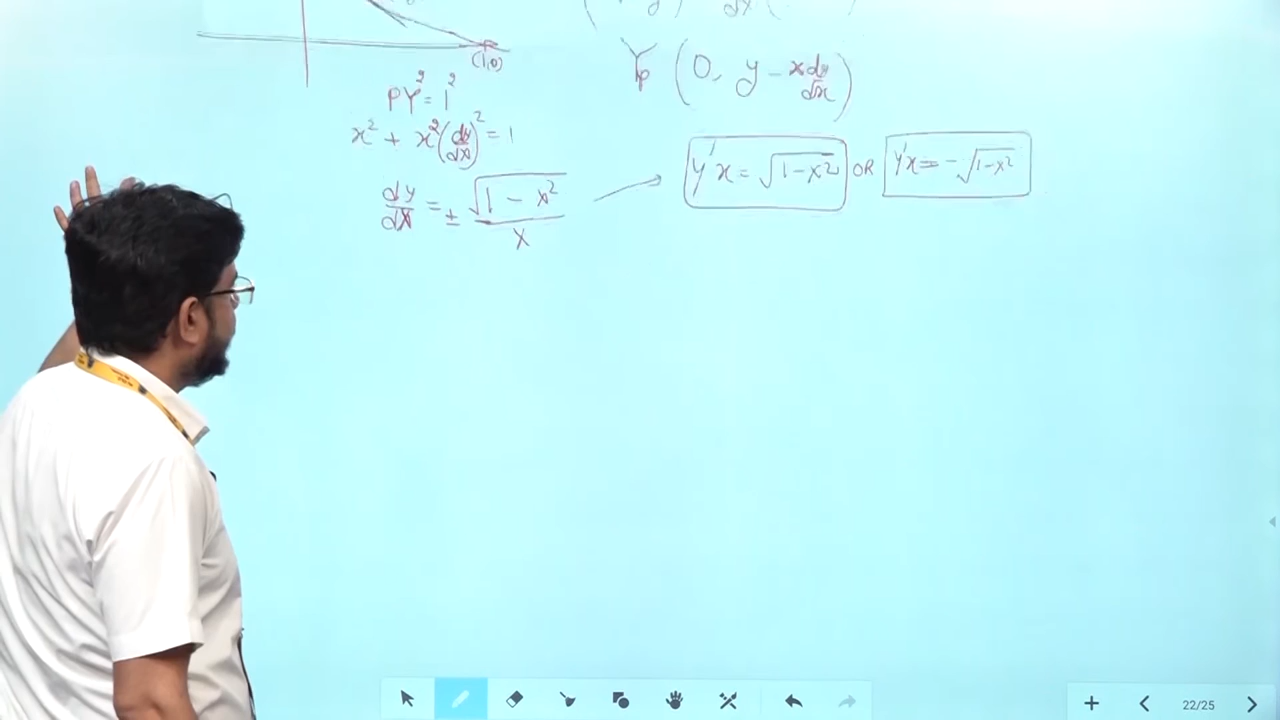 (1,0)
Yp (0, y - x dy/dx)
PY² = 1²
x² + x² (dy/dx)² = 1
dy/dx = ± √(1 - x²) / x
y'x = √(1-x²) OR y'x = -√(1-x²)
22/25